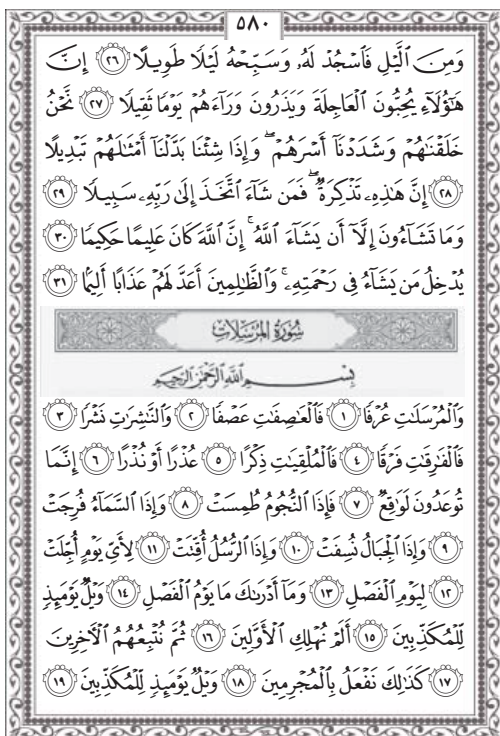 ٥٨٠
وَمِنَ ٱلَّيْلِ فَٱسْجُدْ لَهُۥ وَسَبِّحْهُ لَيْلًا طَوِيلًا ٢٦ إِنَّ
هَٰٓؤُلَآءِ يُحِبُّونَ ٱلْعَاجِلَةَ وَيَذَرُونَ وَرَآءَهُمْ يَوْمًا ثَقِيلًا ٢٧ نَّحْنُ
خَلَقْنَٰهُمْ وَشَدَدْنَآ أَسْرَهُمْ ۖ وَإِذَا شِئْنَا بَدَّلْنَآ أَمْثَٰلَهُمْ تَبْدِيلًا
٢٨ إِنَّ هَٰذِهِۦ تَذْكِرَةٌ ۖ فَمَن شَآءَ ٱتَّخَذَ إِلَىٰ رَبِّهِۦ سَبِيلًا ٢٩
وَمَا تَشَآءُونَ إِلَّآ أَن يَشَآءَ ٱللَّهُ ۚ إِنَّ ٱللَّهَ كَانَ عَلِيمًا حَكِيمًا ٣٠
يُدْخِلُ مَن يَشَآءُ فِى رَحْمَتِهِۦ ۚ وَٱلظَّٰلِمِينَ أَعَدَّ لَهُمْ عَذَابًا أَلِيمًۢا ٣١
سُورَةُ المُرْسَلَاتِ
بِسْمِ ٱللَّهِ ٱلرَّحْمَٰنِ ٱلرَّحِيمِ
وَٱلْمُرْسَلَٰتِ عُرْفًا ١ فَٱلْعَٰصِفَٰتِ عَصْفًا ٢ وَٱلنَّٰشِرَٰتِ نَشْرًا ٣
فَٱلْفَٰرِقَٰتِ فَرْقًا ٤ فَٱلْمُلْقِيَٰتِ ذِكْرًا ٥ عُذْرًا أَوْ نُذْرًا ٦ إِنَّمَا
تُوعَدُونَ لَوَٰقِعٌ ٧ فَإِذَا ٱلنُّجُومُ طُمِسَتْ ٨ وَإِذَا ٱلسَّمَآءُ فُرِجَتْ
٩ وَإِذَا ٱلْجِبَالُ نُسِفَتْ ١٠ وَإِذَا ٱلرُّسُلُ أُقِّتَتْ ١١ لِأَىِّ يَوْمٍ أُجِّلَتْ
١٢ لِيَوْمِ ٱلْفَصْلِ ١٣ وَمَآ أَدْرَىٰكَ مَا يَوْمُ ٱلْفَصْلِ ١٤ وَيْلٌ يَوْمَئِذٍ
لِّلْمُكَذِّبِينَ ١٥ أَلَمْ نُهْلِكِ ٱلْأَوَّلِينَ ١٦ ثُمَّ نُتْبِعُهُمُ ٱلْءَاخِرِينَ
١٧ كَذَٰلِكَ نَفْعَلُ بِٱلْمُجْرِمِينَ ١٨ وَيْلٌ يَوْمَئِذٍ لِّلْمُكَذِّبِينَ ١٩